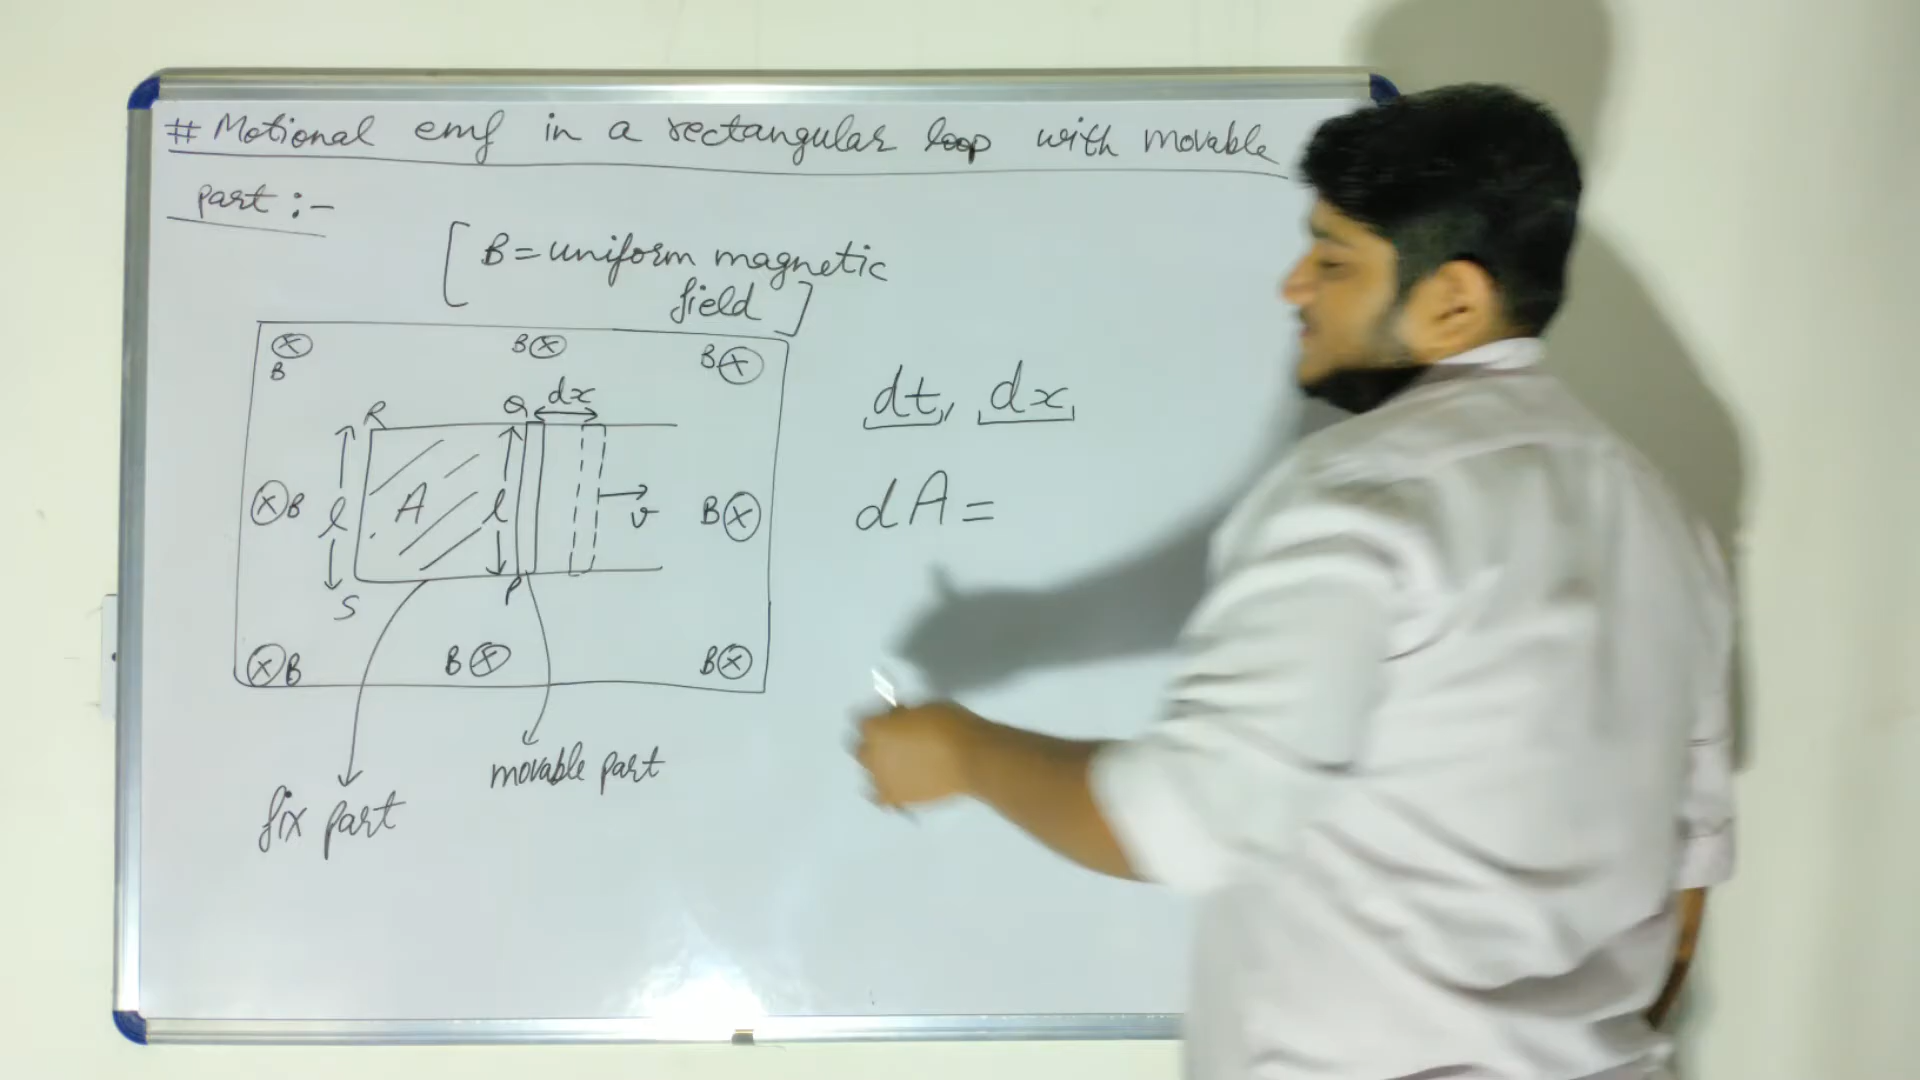 # Motional emf in a rectangular loop with movable
part :-
[ B = uniform magnetic
field ]
⊗ B⊗ B⊗
B
R Q dx
dt, dx
⊗B l A l v B⊗
dA =
S P
⊗B B⊗ B⊗
movable part
fix part